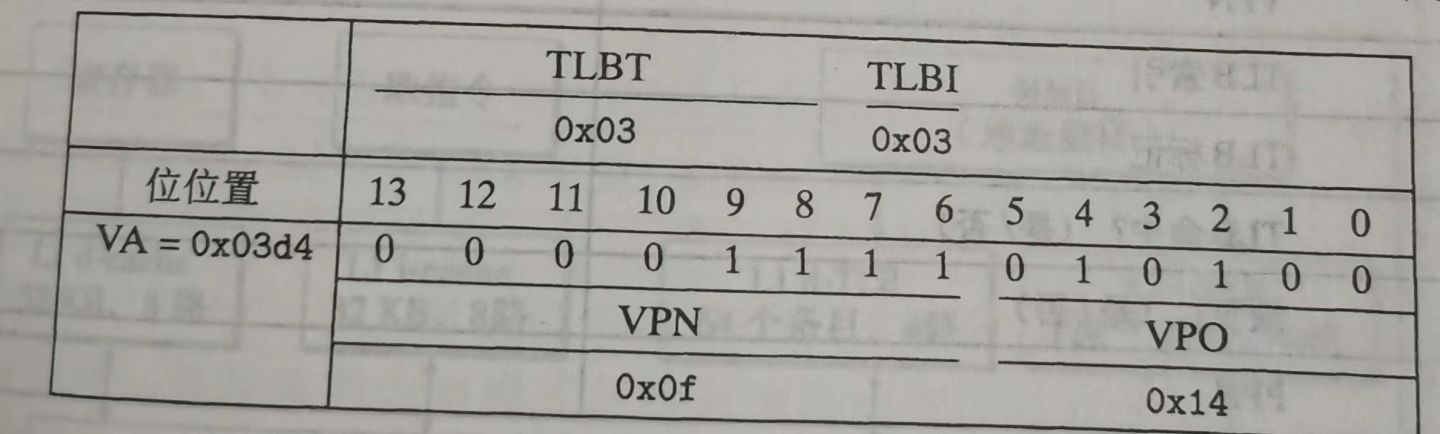 TLBT TLBI
0x03 0x03
位位置 13 12 11 10 9 8 7 6 5 4 3 2 1 0
VA = 0x03d4 0 0 0 0 1 1 1 1 0 1 0 1 0 0
VPN VPO
0x0f 0x14